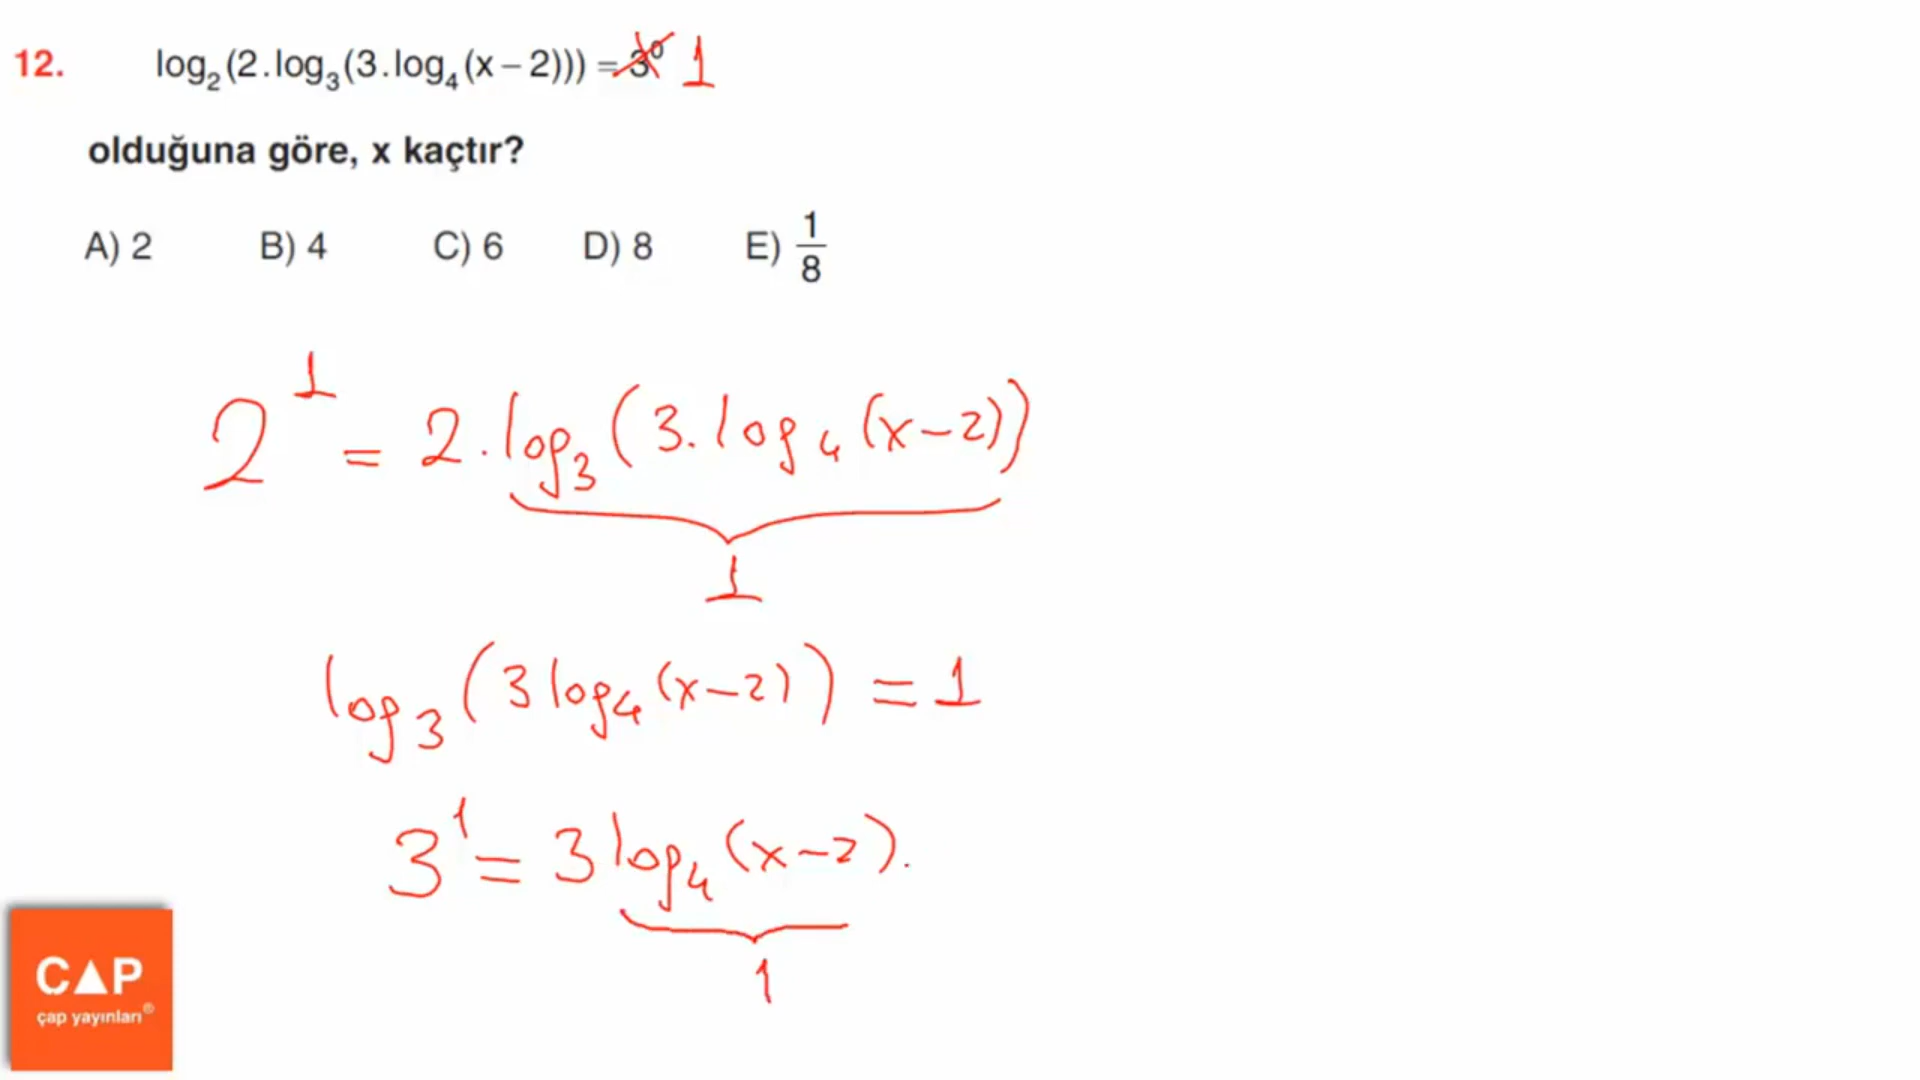 12. log₂(2.log₃(3.log₄(x – 2))) = 3⁰ 1
olduğuna göre, x kaçtır?
A) 2 B) 4 C) 6 D) 8 E) 1/8
2¹ = 2.log₃(3.log₄(x–2))
1
log₃(3log₄(x–2)) = 1
3¹ = 3log₄(x–2).
1
CAP
çap yayınları®